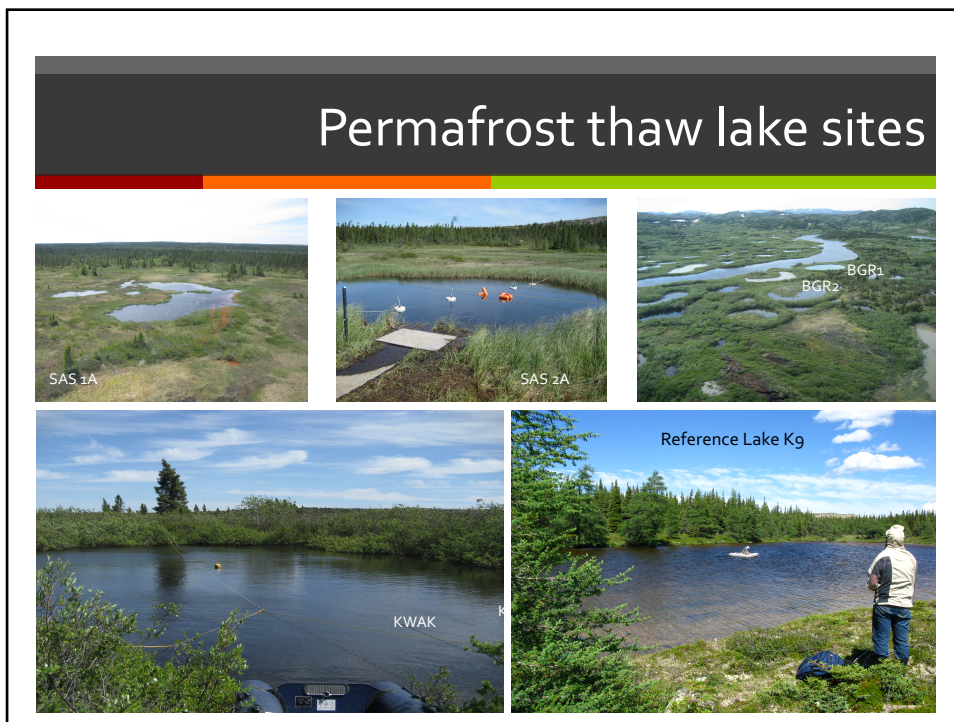 Permafrost thaw lake sites
SAS 1A
SAS 2A
BGR1
BGR2
Reference Lake K9
KWAK
K